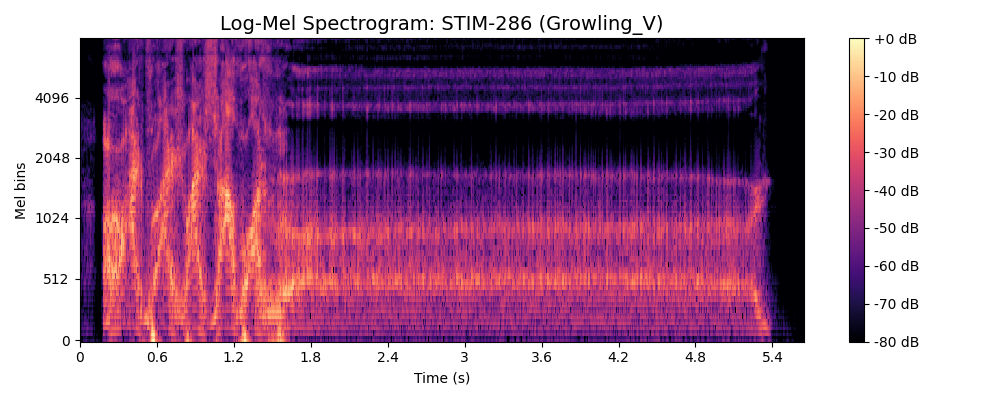 Log-Mel Spectrogram: STIM-286 (Growling_V)
Mel bins
4096
2048
1024
512
0
0 0.6 1.2 1.8 2.4 3 3.6 4.2 4.8 5.4
Time (s)
+0 dB
-10 dB
-20 dB
-30 dB
-40 dB
-50 dB
-60 dB
-70 dB
-80 dB